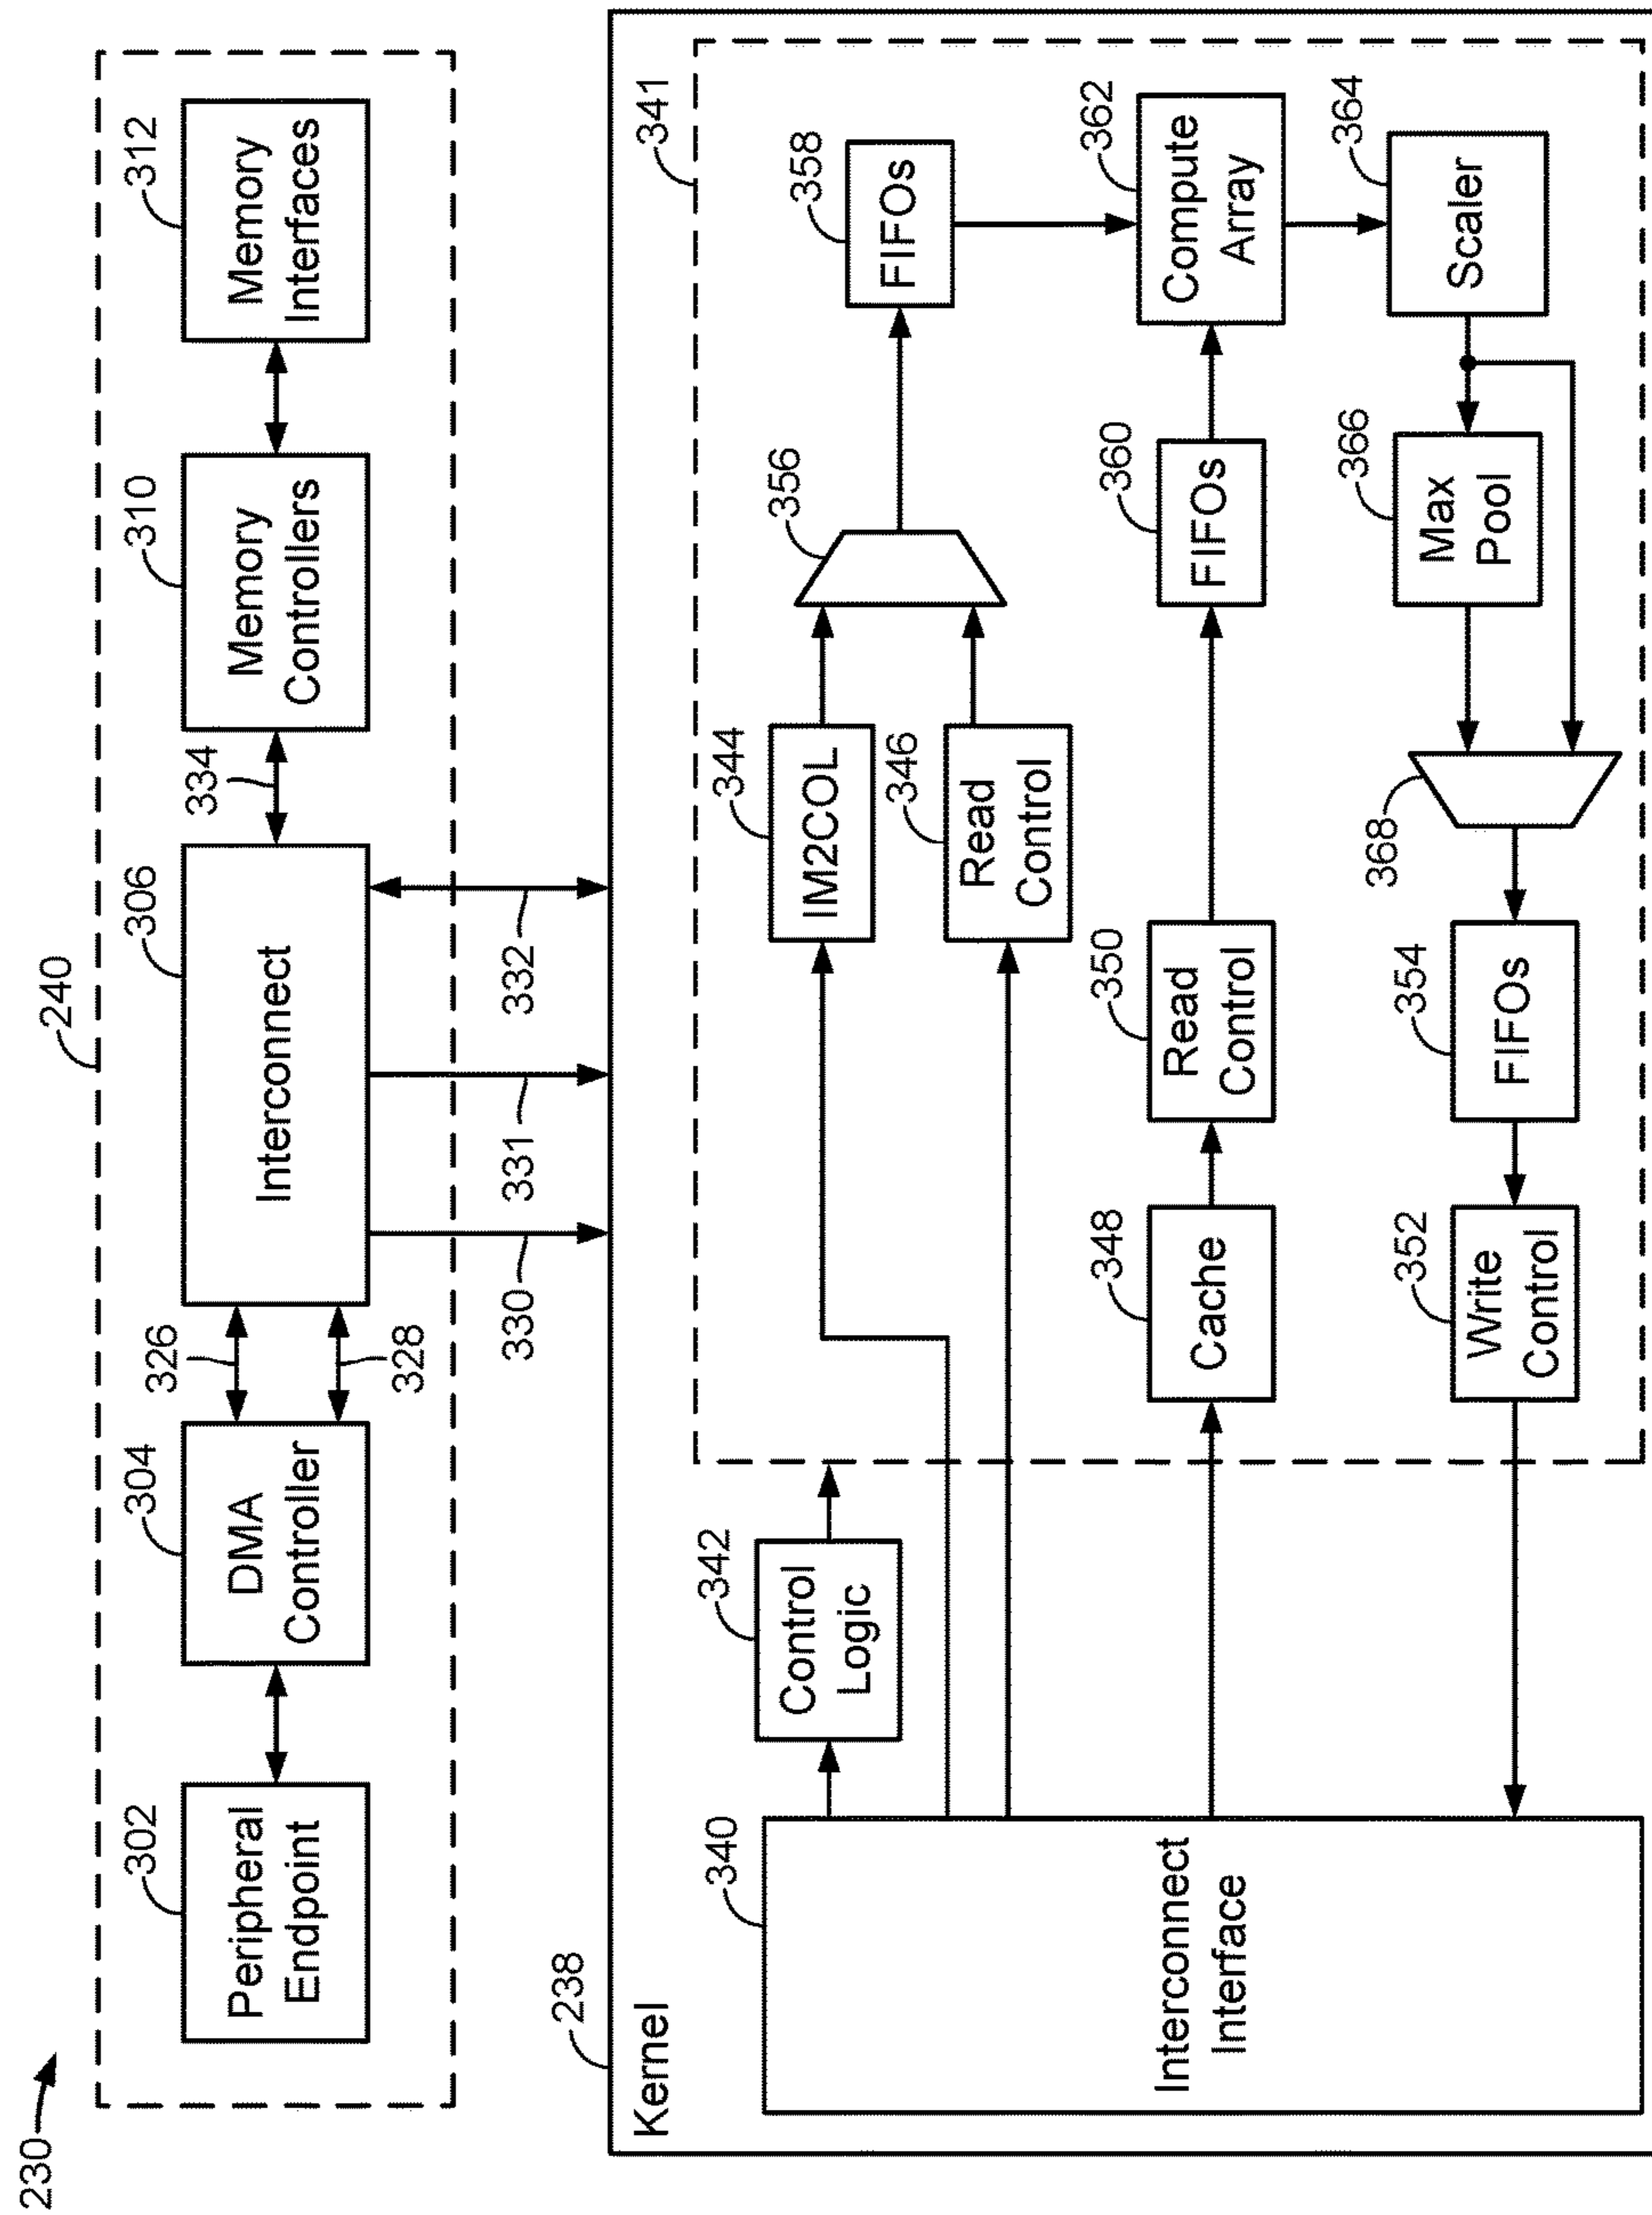 230
240
302
Peripheral
Endpoint
304
DMA
Controller
326
328
306
Interconnect
334
310
Memory
Controllers
312
Memory
Interfaces
330
331
332
238
Kernel
340
Interconnect
Interface
342
Control
Logic
341
344
IM2COL
346
Read
Control
356
358
FIFOs
348
Cache
350
Read
Control
360
FIFOs
362
Compute
Array
352
Write
Control
354
FIFOs
368
366
Max
Pool
364
Scaler